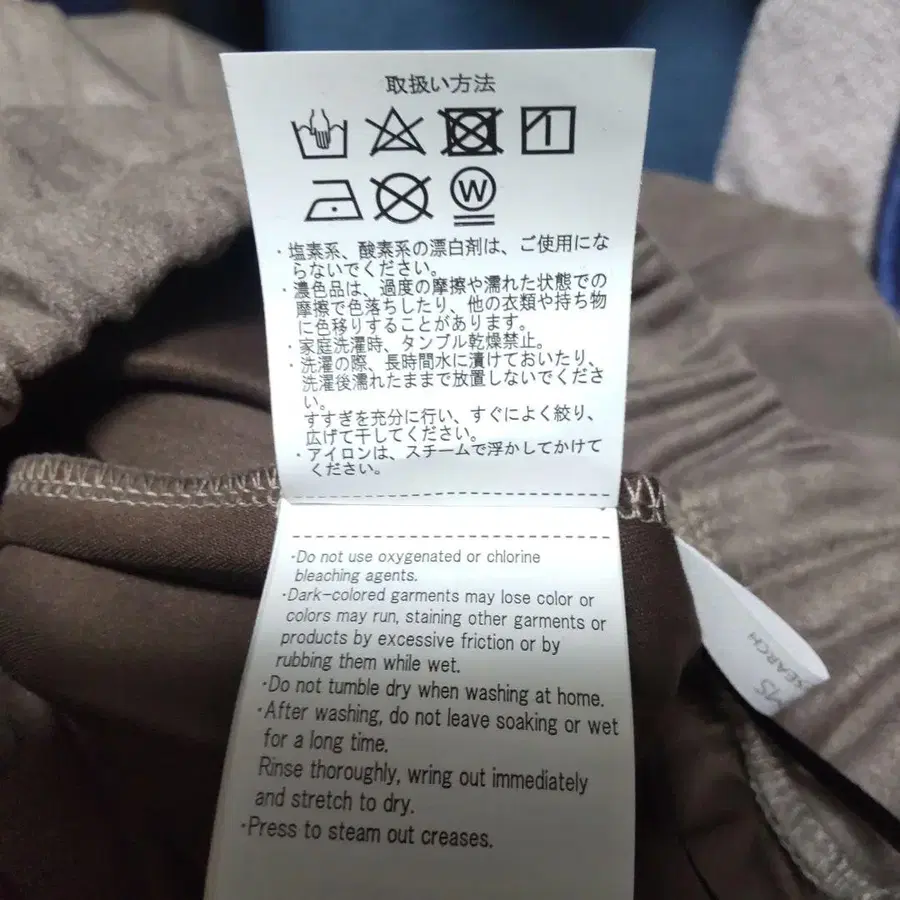 取扱い方法
W
・塩素系、酸素系の漂白剤は、ご使用にな
らないでください。
・濃色品は、過度の摩擦や濡れた状態での
摩擦で色落ちしたり、他の衣類や持ち物
に色移りすることがあります。
・家庭洗濯時、タンブル乾燥禁止。
・洗濯の際、長時間水に漬けておいたり、
洗濯後濡れたままで放置しないでくださ
い。
すすぎを充分に行い、すぐによく絞り、
広げて干してください。
・アイロンは、スチームで浮かしてかけて
ください。
・Do not use oxygenated or chlorine
bleaching agents.
・Dark-colored garments may lose color or
colors may run, staining other garments or
products by excessive friction or by
rubbing them while wet.
・Do not tumble dry when washing at home.
・After washing, do not leave soaking or wet
for a long time.
Rinse thoroughly, wring out immediately
and stretch to dry.
・Press to steam out creases.